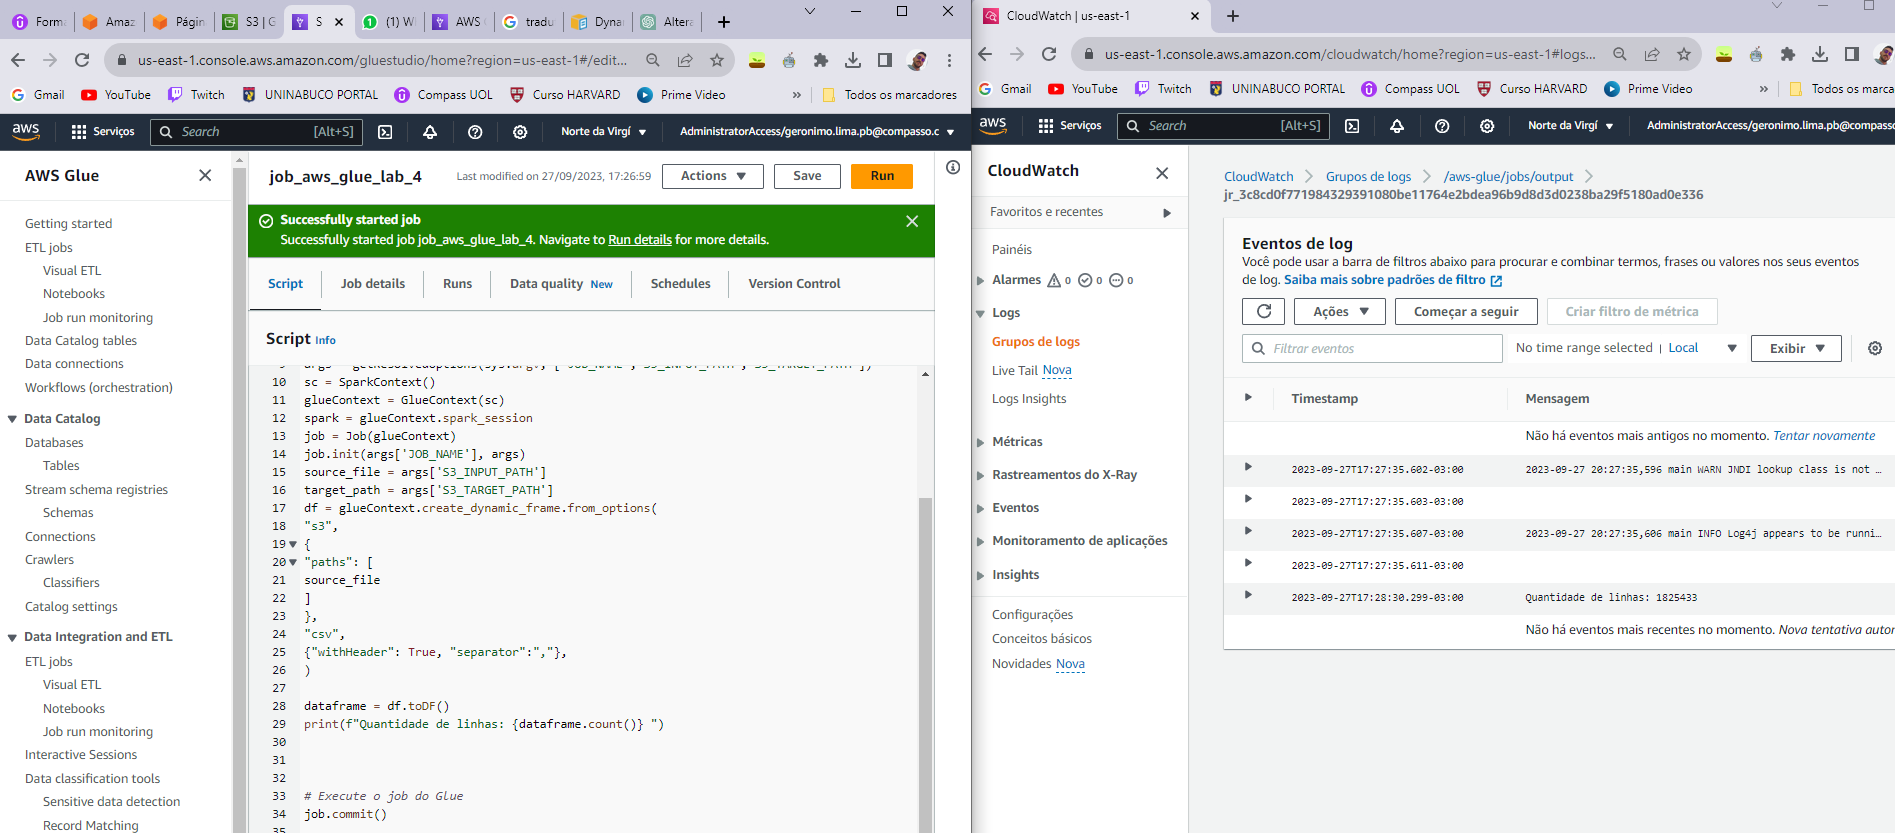 Forma
Amaz
Página
S3 | G
S
(1) W
AWS
tradu
Dynar
Altera
us-east-1.console.aws.amazon.com/gluestudio/home?region=us-east-1#/edit...
Gmail
YouTube
Twitch
UNINABUCO PORTAL
Compass UOL
Curso HARVARD
Prime Video
»
Todos os marcadores
aws
Serviços
Search
[Alt+S]
Norte da Virgí
AdministratorAccess/geronimo.lima.pb@compasso.c
AWS Glue
Getting started
ETL jobs
Visual ETL
Notebooks
Job run monitoring
Data Catalog tables
Data connections
Workflows (orchestration)
Data Catalog
Databases
Tables
Stream schema registries
Schemas
Connections
Crawlers
Classifiers
Catalog settings
Data Integration and ETL
ETL jobs
Visual ETL
Notebooks
Job run monitoring
Interactive Sessions
Data classification tools
Sensitive data detection
Record Matching
job_aws_glue_lab_4
Last modified on 27/09/2023, 17:26:59
Actions
Save
Run
Successfully started job
Successfully started job job_aws_glue_lab_4. Navigate to Run details for more details.
Script
Job details
Runs
Data quality New
Schedules
Version Control
Script Info
9 args = getResolvedOptions(sys.argv, ['JOB_NAME','S3_INPUT_PATH','S3_TARGET_PATH'])
10 sc = SparkContext()
11 glueContext = GlueContext(sc)
12 spark = glueContext.spark_session
13 job = Job(glueContext)
14 job.init(args['JOB_NAME'], args)
15 source_file = args['S3_INPUT_PATH']
16 target_path = args['S3_TARGET_PATH']
17 df = glueContext.create_dynamic_frame.from_options(
18 "s3",
19 {
20 "paths": [
21 source_file
22 ]
23 },
24 "csv",
25 {"withHeader": True, "separator":","},
26 )
27
28 dataframe = df.toDF()
29 print(f"Quantidade de linhas: {dataframe.count()} ")
30
31
32
33 # Execute o job do Glue
34 job.commit()
35
CloudWatch | us-east-1
us-east-1.console.aws.amazon.com/cloudwatch/home?region=us-east-1#logs...
Gmail
YouTube
Twitch
UNINABUCO PORTAL
Compass UOL
Curso HARVARD
Prime Video
»
Todos os marca
aws
Serviços
Search
[Alt+S]
Norte da Virgí
AdministratorAccess/geronimo.lima.pb@compass
CloudWatch
Favoritos e recentes
Painéis
Alarmes 0 0 0
Logs
Grupos de logs
Live Tail Nova
Logs Insights
Métricas
Rastreamentos do X-Ray
Eventos
Monitoramento de aplicações
Insights
Configurações
Conceitos básicos
Novidades Nova
CloudWatch
Grupos de logs
/aws-glue/jobs/output
jr_3c8cd0f771984329391080be11764e2bdea96b9d8d3d0238ba29f5180ad0e336
Eventos de log
Você pode usar a barra de filtros abaixo para procurar e combinar termos, frases ou valores nos seus eventos
de log. Saiba mais sobre padrões de filtro
Ações
Começar a seguir
Criar filtro de métrica
Filtrar eventos
No time range selected | Local
Exibir
Timestamp
Mensagem
Não há eventos mais antigos no momento. Tentar novamente
2023-09-27T17:27:35.602-03:00 2023-09-27 20:27:35,596 main WARN JNDI lookup class is not …
2023-09-27T17:27:35.603-03:00
2023-09-27T17:27:35.607-03:00 2023-09-27 20:27:35,606 main INFO Log4j appears to be runni…
2023-09-27T17:27:35.611-03:00
2023-09-27T17:28:30.299-03:00 Quantidade de linhas: 1825433
Não há eventos mais recentes no momento. Nova tentativa autor